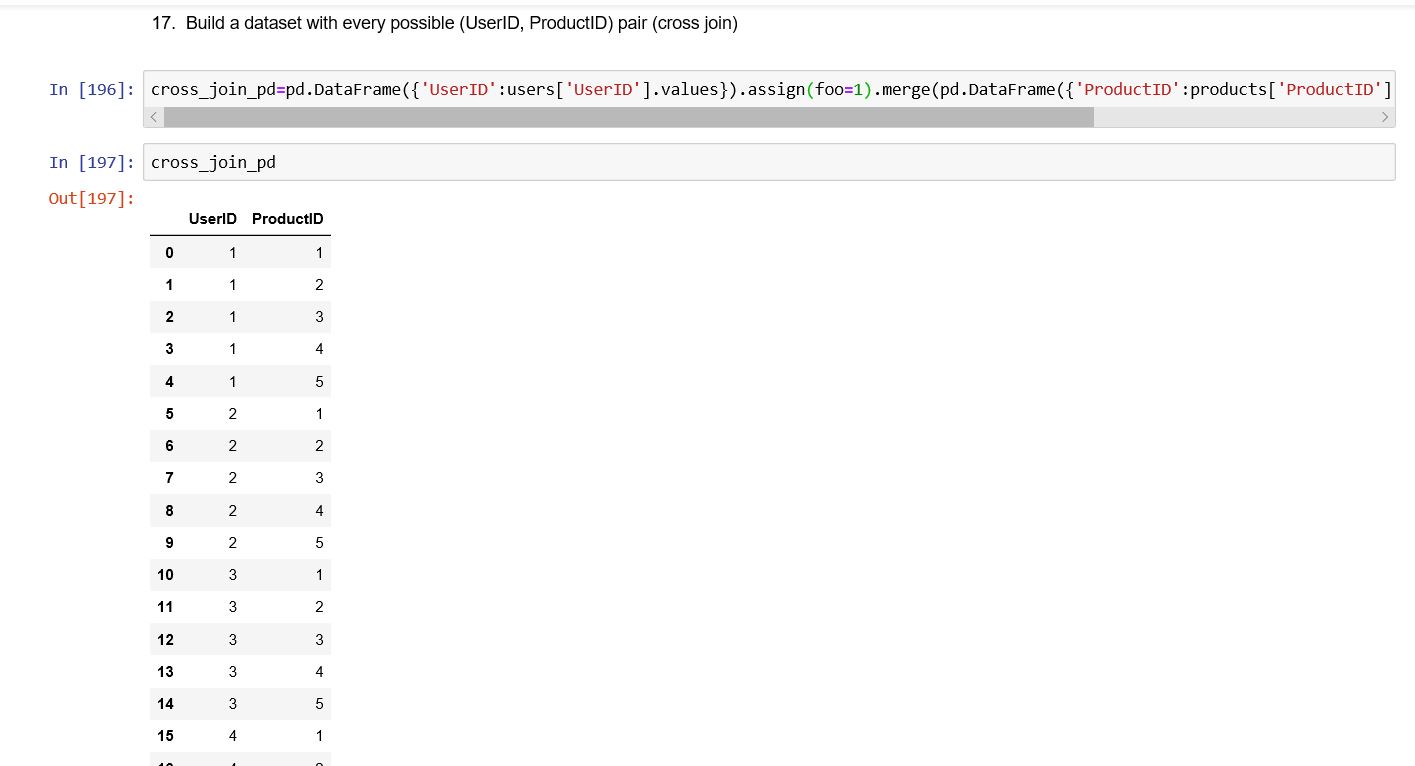 17. Build a dataset with every possible (UserID, ProductID) pair (cross join)
In [196]: cross_join_pd=pd.DataFrame({'UserID':users['UserID'].values}).assign(foo=1).merge(pd.DataFrame({'ProductID':products['ProductID']
In [197]: cross_join_pd
Out[197]:
UserID ProductID
0 1 1
1 1 2
2 1 3
3 1 4
4 1 5
5 2 1
6 2 2
7 2 3
8 2 4
9 2 5
10 3 1
11 3 2
12 3 3
13 3 4
14 3 5
15 4 1